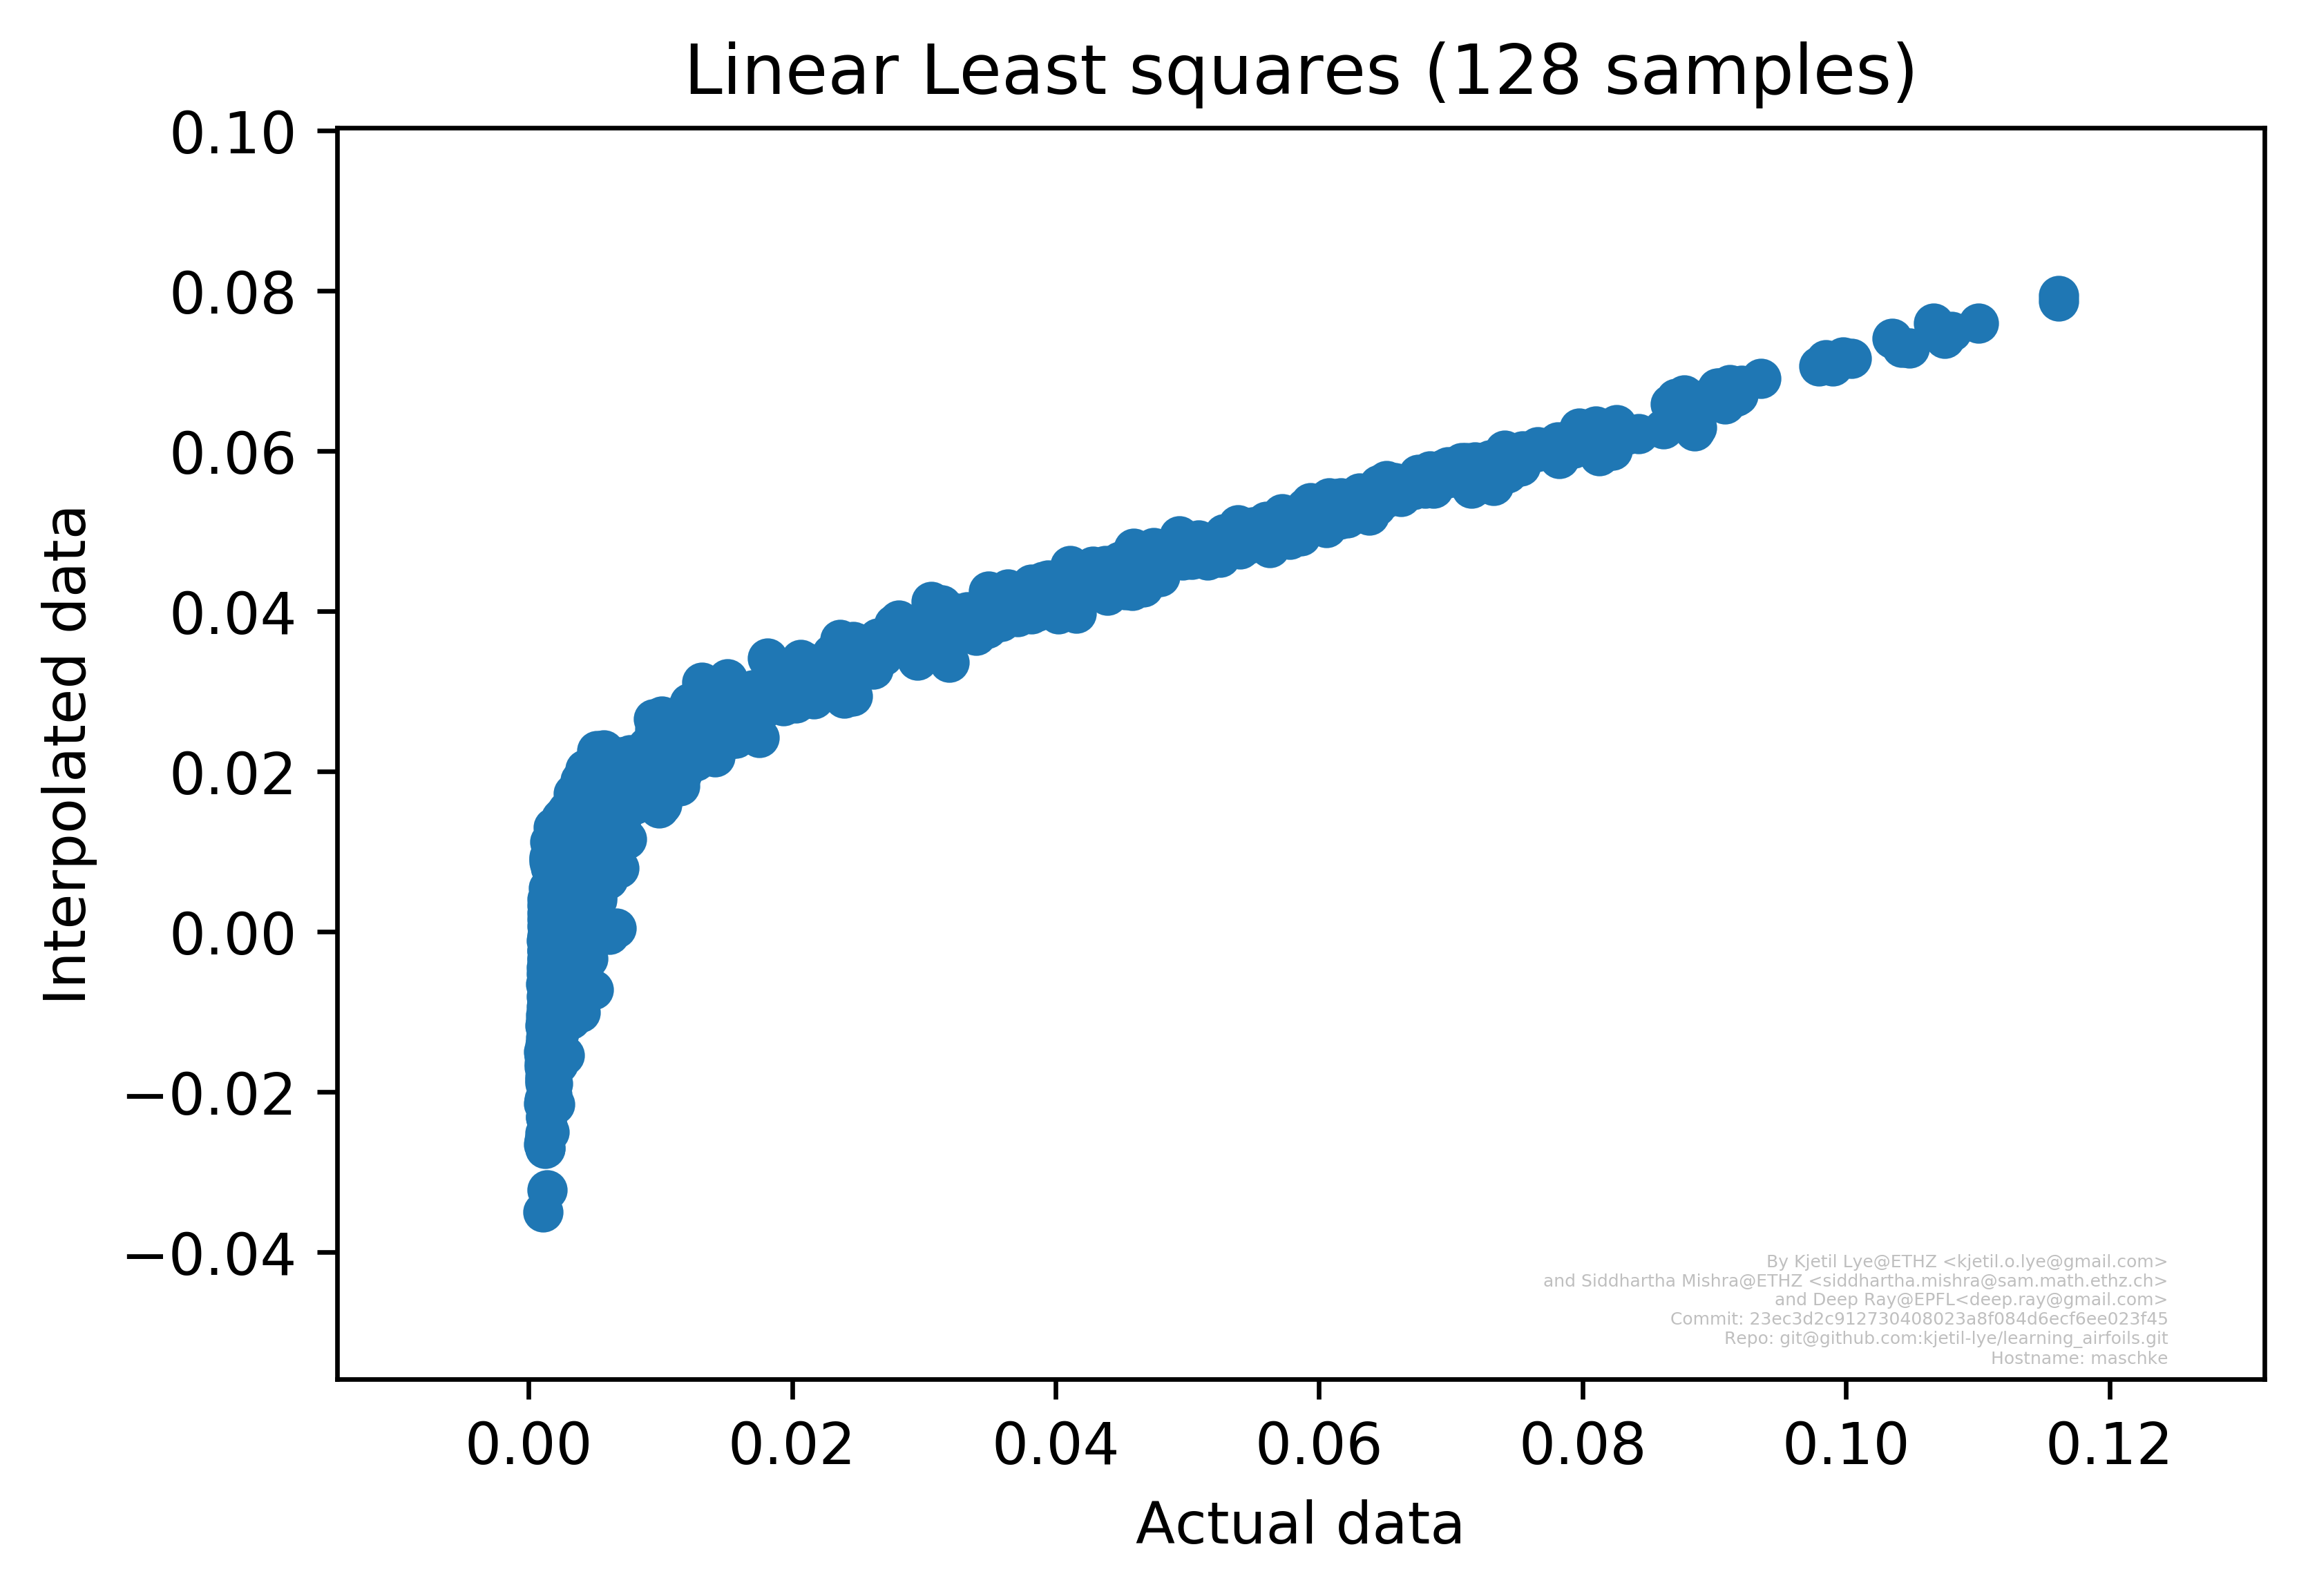 Linear Least squares (128 samples)
0.10
0.08
0.06
0.04
0.02
0.00
−0.02
−0.04
Interpolated data
0.00 0.02 0.04 0.06 0.08 0.10 0.12
Actual data
By Kjetil Lye@ETHZ <kjetil.o.lye@gmail.com>
and Siddhartha Mishra@ETHZ <siddhartha.mishra@sam.math.ethz.ch>
and Deep Ray@EPFL<deep.ray@gmail.com>
Commit: 23ec3d2c912730408023a8f084d6ecf6ee023f45
Repo: git@github.com:kjetil-lye/learning_airfoils.git
Hostname: maschke